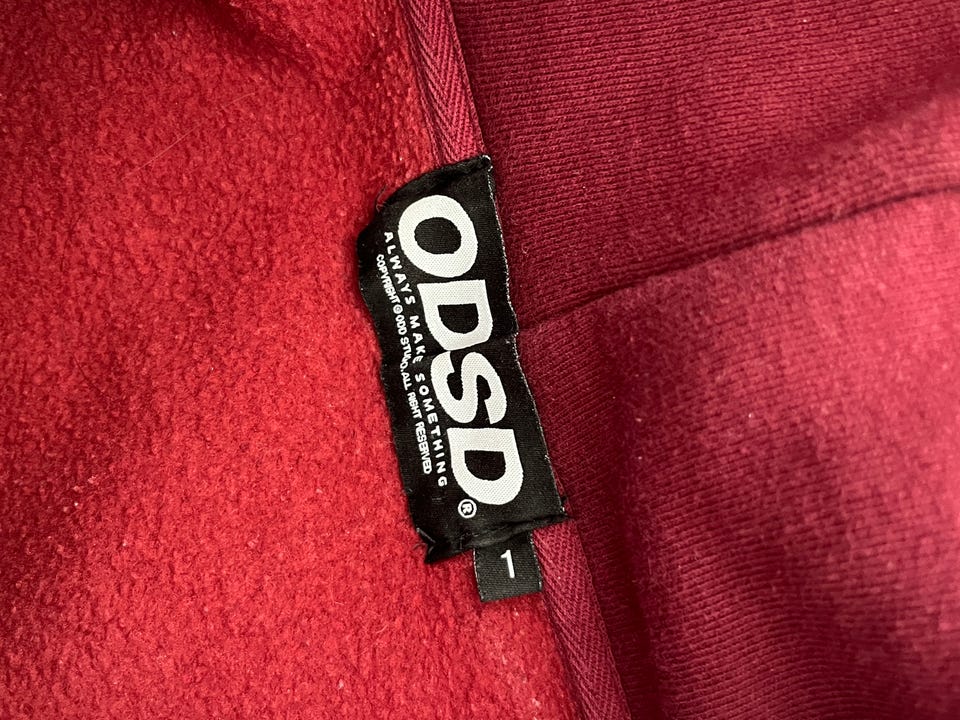 ODSD®
ALWAYS MAKE SOMETHING
COPYRIGHT © ODD STUDIO, ALL RIGHT RESERVED
1